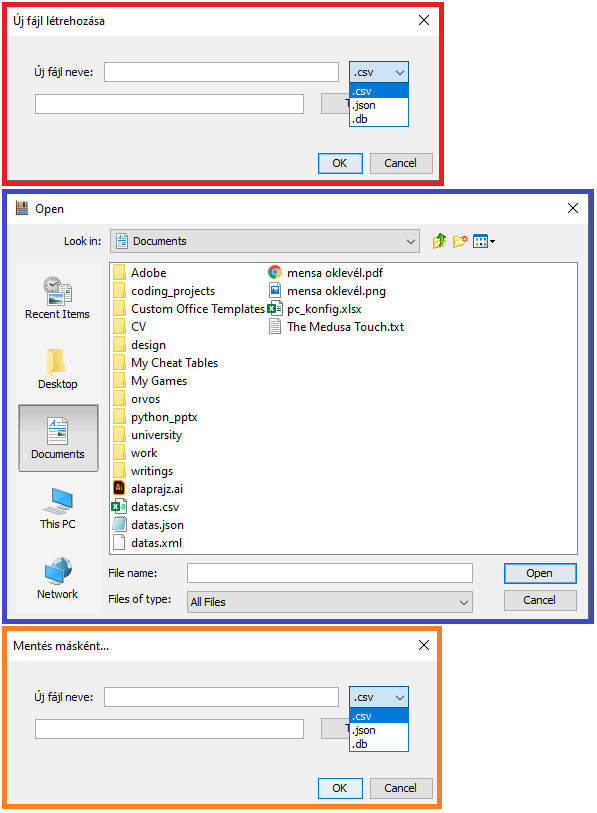 Új fájl létrehozása
Új fájl neve: .csv
.csv
.json
.db
OK Cancel
Open
Look in: Documents
Recent Items
Desktop
Documents
This PC
Network
Adobe
coding_projects
Custom Office Templates
CV
design
My Cheat Tables
My Games
orvos
python_pptx
university
work
writings
alaprajz.ai
datas.csv
datas.json
datas.xml
mensa oklevél.pdf
mensa oklevél.png
pc_konfig.xlsx
The Medusa Touch.txt
File name: Open
Files of type: All Files Cancel
Mentés másként...
Új fájl neve: .csv
.csv
.json
.db
OK Cancel